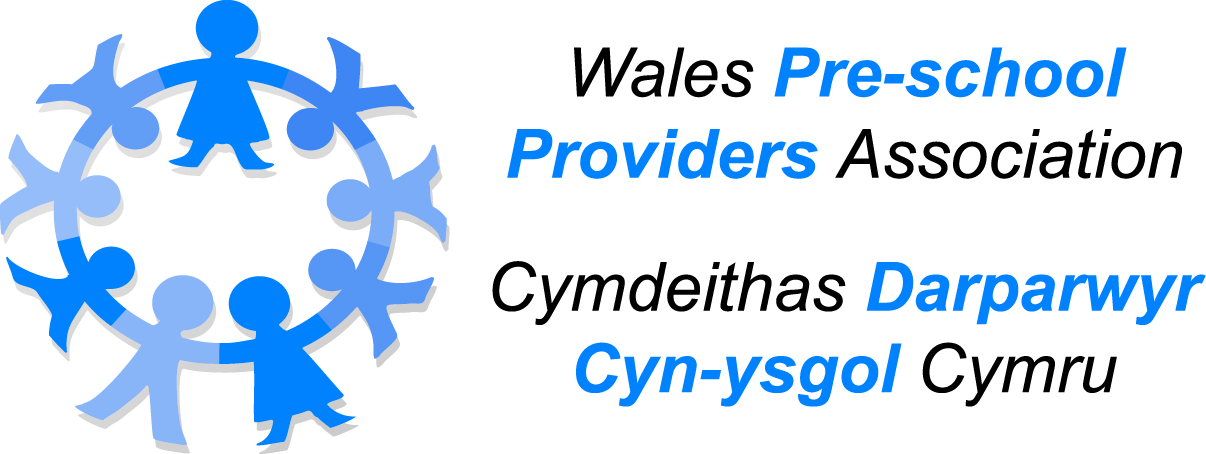 Wales Pre-school
Providers Association
Cymdeithas Darparwyr
Cyn-ysgol Cymru